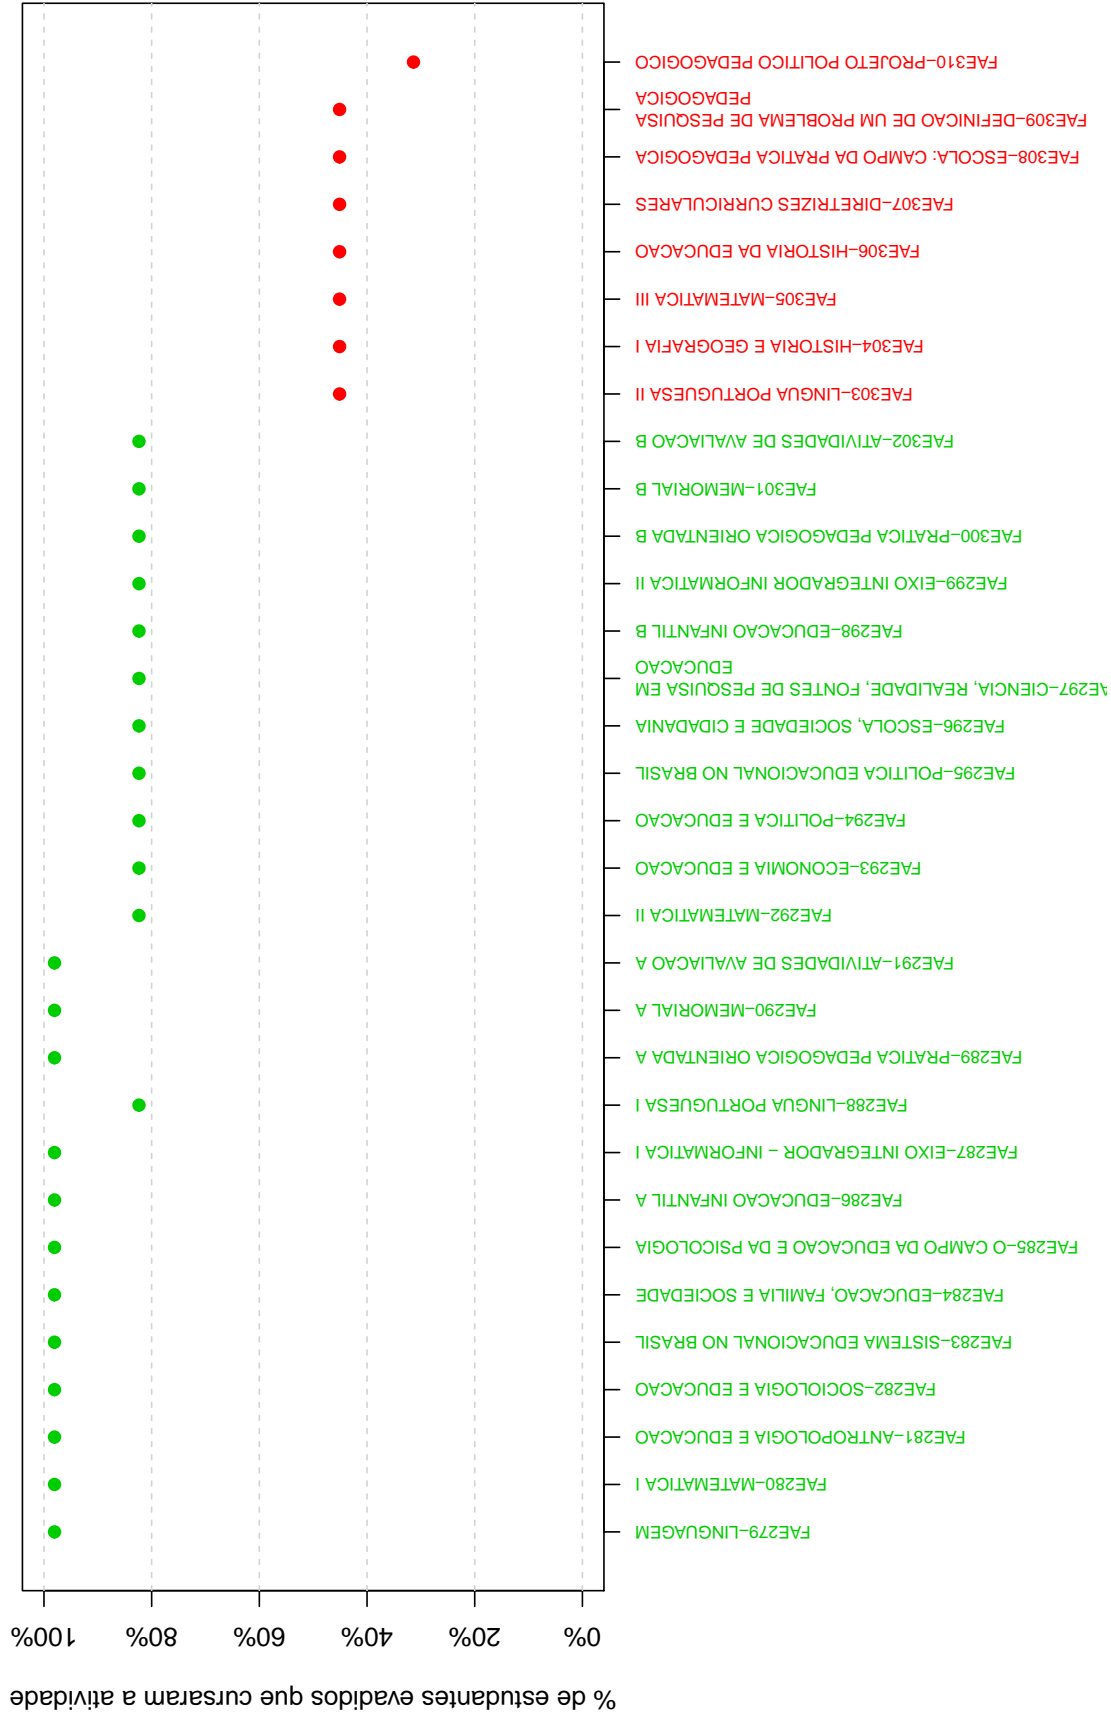 % de estudantes evadidos que cursaram a atividade
0% 20% 40% 60% 80% 100%
FAE279−LINGUAGEM
FAE280−MATEMATICA I
FAE281−ANTROPOLOGIA E EDUCACAO
FAE282−SOCIOLOGIA E EDUCACAO
FAE283−SISTEMA EDUCACIONAL NO BRASIL
FAE284−EDUCACAO, FAMILIA E SOCIEDADE
FAE285−O CAMPO DA EDUCACAO E DA PSICOLOGIA
FAE286−EDUCACAO INFANTIL A
FAE287−EIXO INTEGRADOR − INFORMATICA I
FAE288−LINGUA PORTUGUESA I
FAE289−PRATICA PEDAGOGICA ORIENTADA A
FAE290−MEMORIAL A
FAE291−ATIVIDADES DE AVALIACAO A
FAE292−MATEMATICA II
FAE293−ECONOMIA E EDUCACAO
FAE294−POLITICA E EDUCACAO
FAE295−POLITICA EDUCACIONAL NO BRASIL
FAE296−ESCOLA, SOCIEDADE E CIDADANIA
AE297−CIENCIA, REALIDADE, FONTES DE PESQUISA EM
EDUCACAO
FAE298−EDUCACAO INFANTIL B
FAE299−EIXO INTEGRADOR INFORMATICA II
FAE300−PRATICA PEDAGOGICA ORIENTADA B
FAE301−MEMORIAL B
FAE302−ATIVIDADES DE AVALIACAO B
FAE303−LINGUA PORTUGUESA II
FAE304−HISTORIA E GEOGRAFIA I
FAE305−MATEMATICA III
FAE306−HISTORIA DA EDUCACAO
FAE307−DIRETRIZES CURRICULARES
FAE308−ESCOLA: CAMPO DA PRATICA PEDAGOGICA
FAE309−DEFINICAO DE UM PROBLEMA DE PESQUISA
PEDAGOGICA
FAE310−PROJETO POLITICO PEDAGOGICO